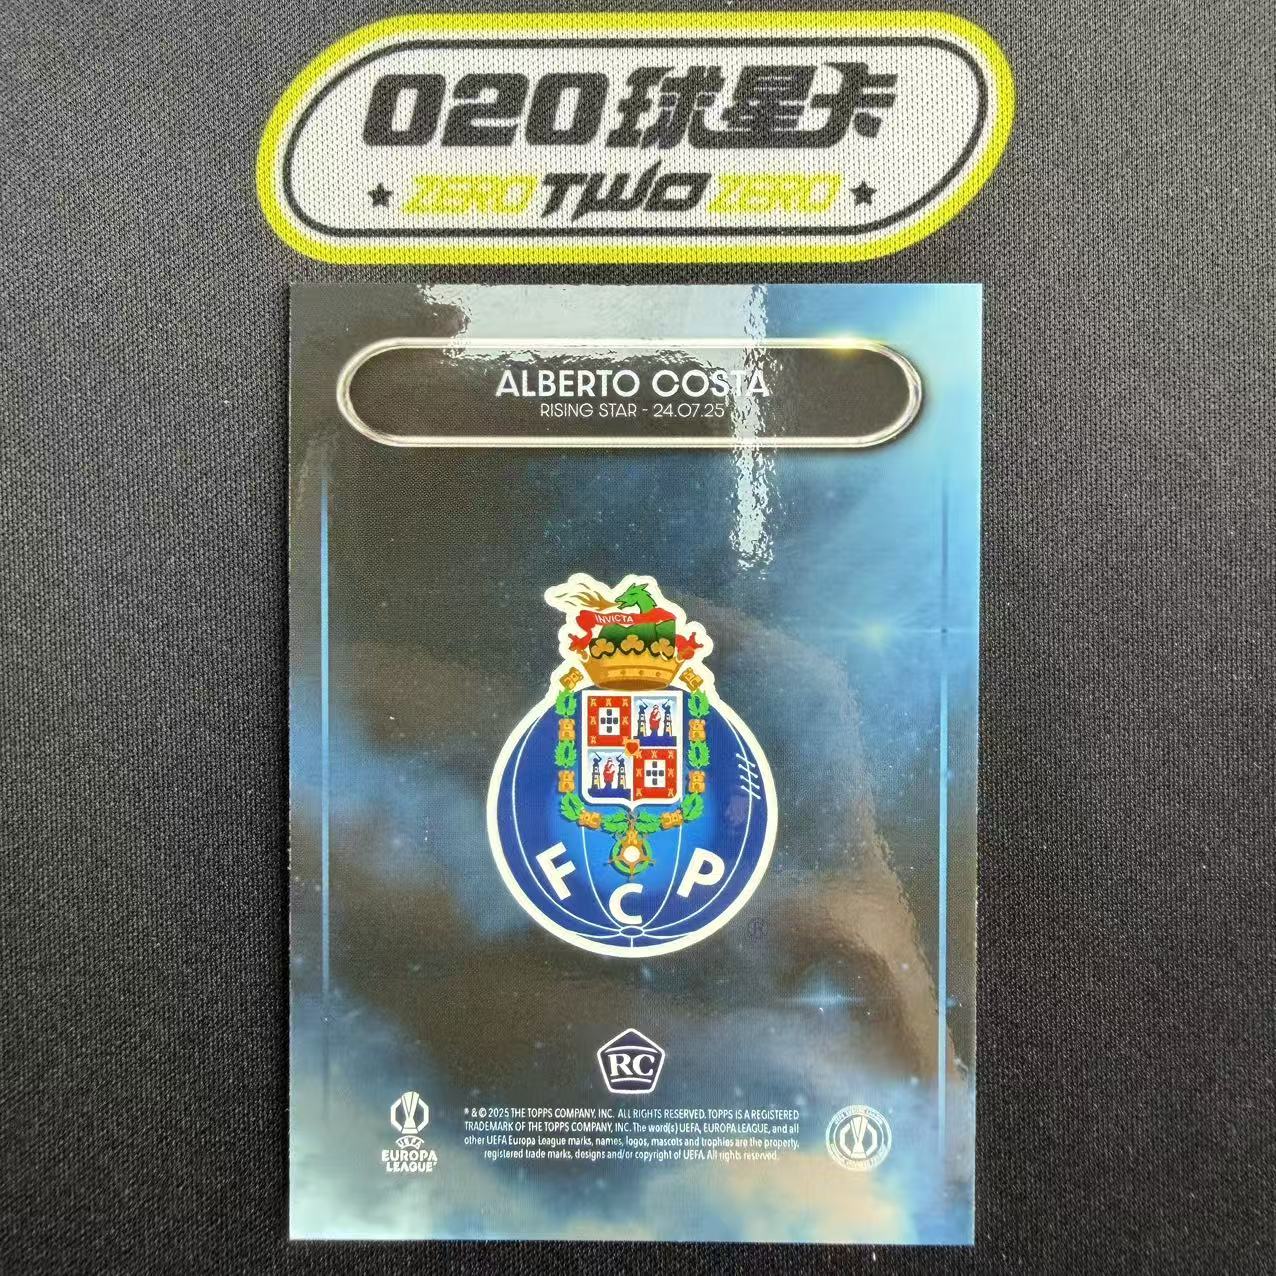 020球星卡
ZERO TWO ZERO
ALBERTO COSTA
RISING STAR - 24.07.25
INVICTA
F C P
®
RC
® & © 2025 THE TOPPS COMPANY, INC. ALL RIGHTS RESERVED. TOPPS IS A REGISTERED
TRADEMARK OF THE TOPPS COMPANY, INC. The word(s) UEFA, EUROPA LEAGUE, and all
other UEFA Europa League marks, names, logos, mascots and trophies are the property,
registered trade marks, designs and/or copyright of UEFA. All rights reserved.
UEFA
EUROPA
LEAGUE